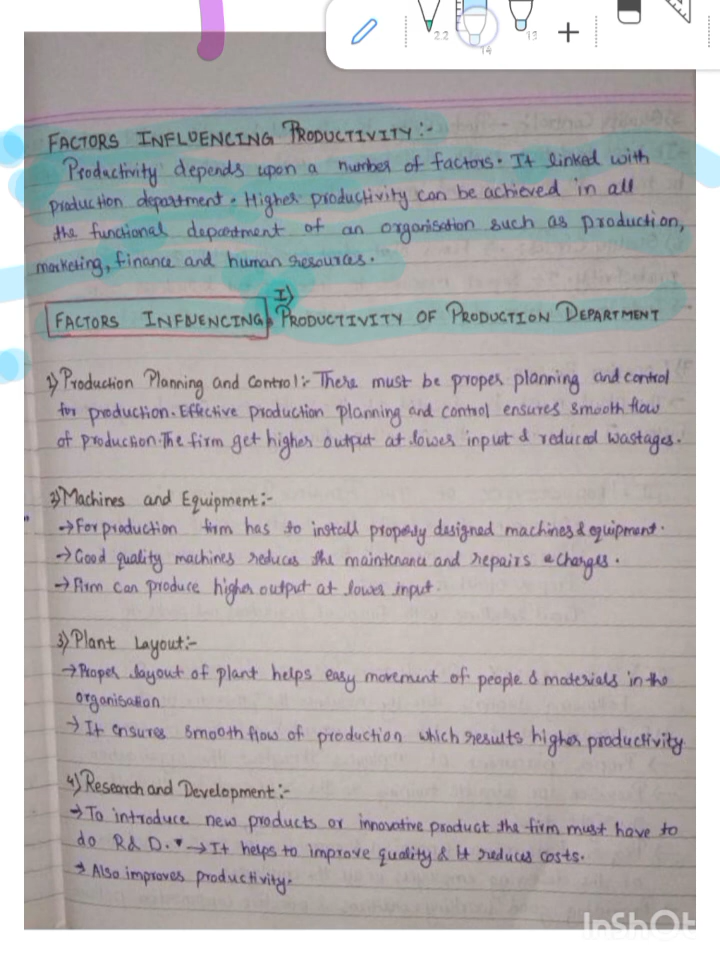 2.2 14 13
FACTORS INFLUENCING PRODUCTIVITY :-
Productivity depends upon a number of factors. It linked with
production department. Higher productivity can be achieved in all
the functional department of an organisation such as production,
marketing, finance and human resources.
I)
FACTORS INFLUENCING PRODUCTIVITY OF PRODUCTION DEPARTMENT
1) Production Planning and Control :- There must be proper planning and control
for production. Effective production planning and control ensures smooth flow
of production. The firm get higher output at lower input & reduced wastages.
2) Machines and Equipment :-
→ For production firm has to install properly designed machines & equipment.
→ Good quality machines reduces the maintenance and repairs charges.
→ Firm can produce higher output at lower input.
3) Plant Layout :-
→ Proper layout of plant helps easy movement of people & materials in the
organisation
→ It ensures smooth flow of production which results higher productivity
4) Research and Development :-
→ To introduce new products or innovative product the firm must have to
do R & D. → It helps to improve quality & it reduces costs.
→ Also improves productivity.
InShOt